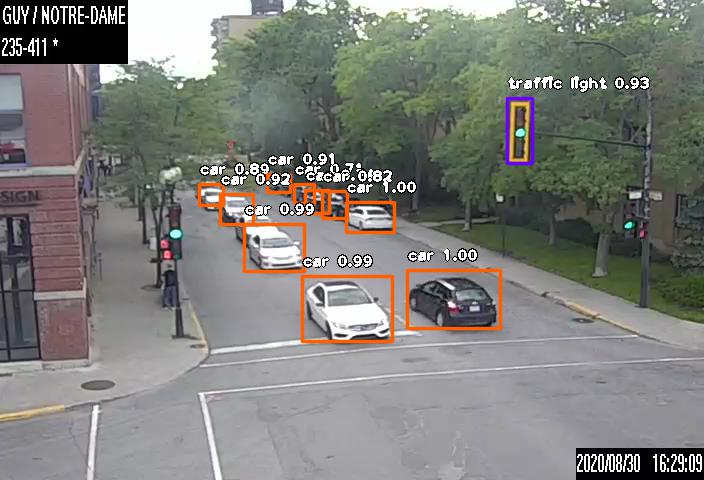 GUY / NOTRE-DAME
235-411 *
traffic light 0.93
car 0.91
car 0.89
car 0.92
car 1.00
car 0.99
car 1.00
car 0.99
SIGN
2020/08/30 16:29:09